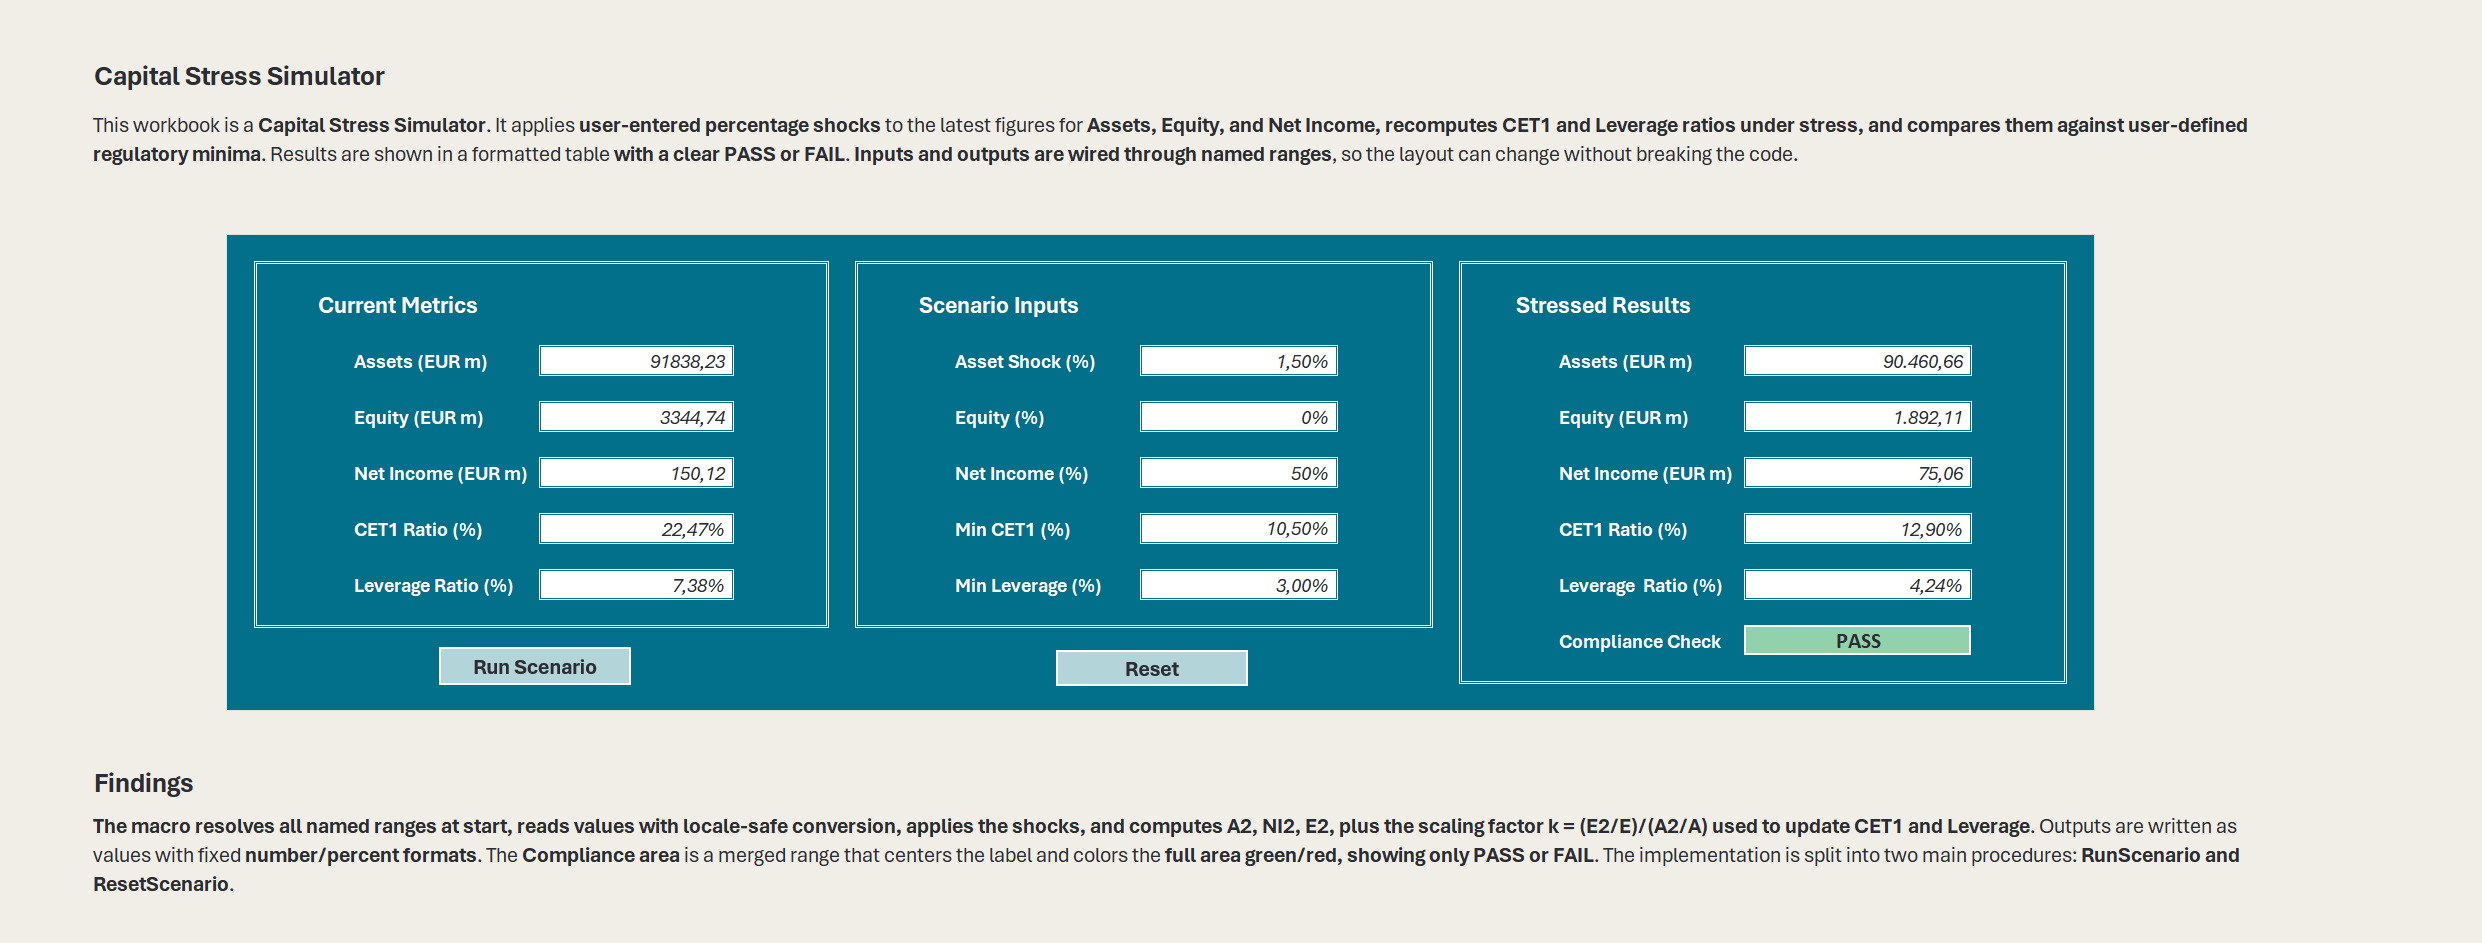 Capital Stress Simulator
This workbook is a Capital Stress Simulator. It applies user-entered percentage shocks to the latest figures for Assets, Equity, and Net Income, recomputes CET1 and Leverage ratios under stress, and compares them against user-defined
regulatory minima. Results are shown in a formatted table with a clear PASS or FAIL. Inputs and outputs are wired through named ranges, so the layout can change without breaking the code.
Current Metrics
Assets (EUR m) 91838,23
Equity (EUR m) 3344,74
Net Income (EUR m) 150,12
CET1 Ratio (%) 22,47%
Leverage Ratio (%) 7,38%
Run Scenario
Scenario Inputs
Asset Shock (%) 1,50%
Equity (%) 0%
Net Income (%) 50%
Min CET1 (%) 10,50%
Min Leverage (%) 3,00%
Reset
Stressed Results
Assets (EUR m) 90.460,66
Equity (EUR m) 1.892,11
Net Income (EUR m) 75,06
CET1 Ratio (%) 12,90%
Leverage Ratio (%) 4,24%
Compliance Check PASS
Findings
The macro resolves all named ranges at start, reads values with locale-safe conversion, applies the shocks, and computes A2, NI2, E2, plus the scaling factor k = (E2/E)/(A2/A) used to update CET1 and Leverage. Outputs are written as
values with fixed number/percent formats. The Compliance area is a merged range that centers the label and colors the full area green/red, showing only PASS or FAIL. The implementation is split into two main procedures: RunScenario and
ResetScenario.